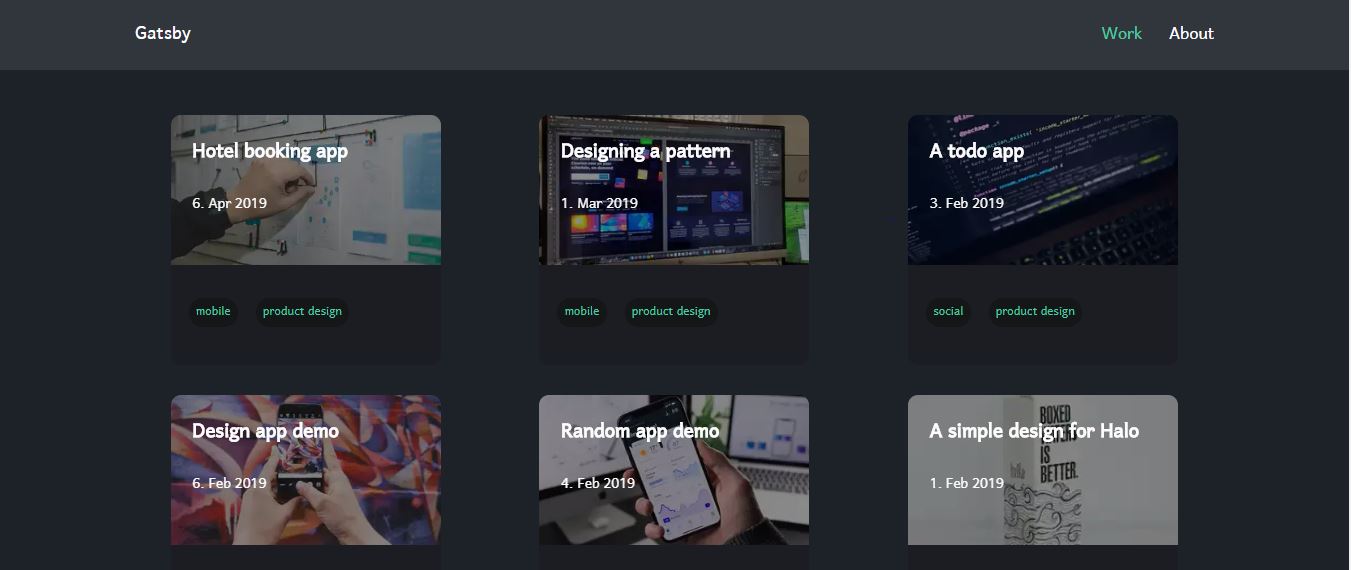 Gatsby
Work About
Hotel booking app
6. Apr 2019
mobile product design
Designing a pattern
1. Mar 2019
mobile product design
A todo app
3. Feb 2019
social product design
Design app demo
6. Feb 2019
Random app demo
4. Feb 2019
A simple design for Halo
1. Feb 2019
BOXED
IS
BETTER.